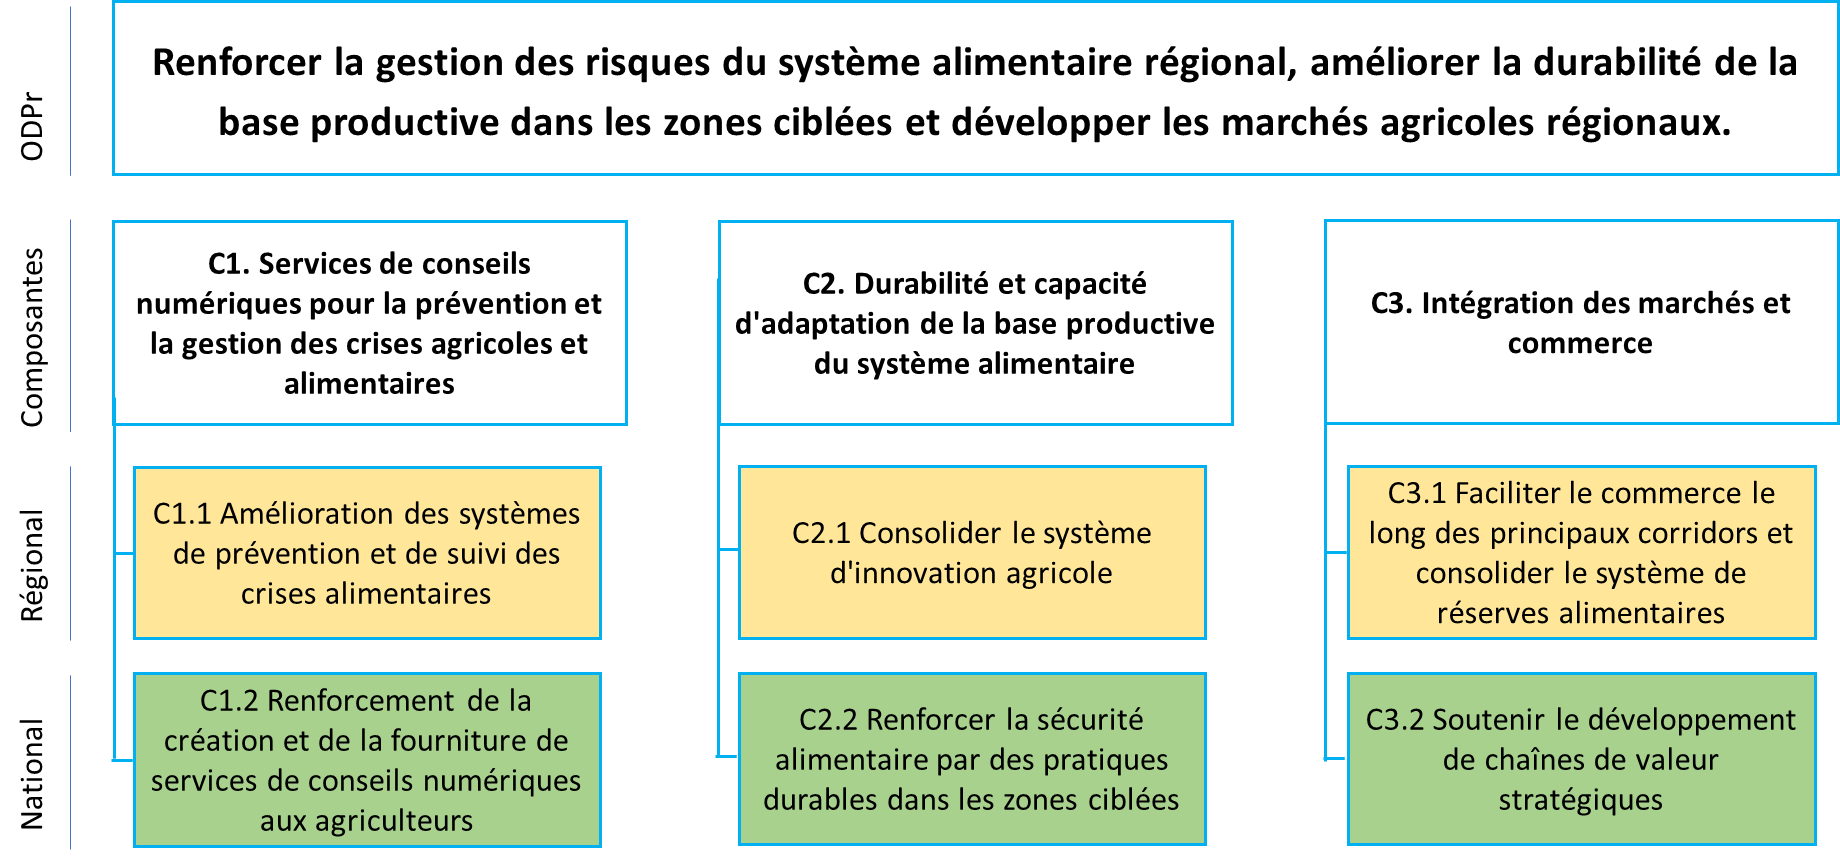 ODPr
Renforcer la gestion des risques du système alimentaire régional, améliorer la durabilité de la
base productive dans les zones ciblées et développer les marchés agricoles régionaux.
Composantes
C1. Services de conseils
numériques pour la prévention et
la gestion des crises agricoles et
alimentaires
C2. Durabilité et capacité
d'adaptation de la base productive
du système alimentaire
C3. Intégration des marchés et
commerce
Régional
C1.1 Amélioration des systèmes
de prévention et de suivi des
crises alimentaires
C2.1 Consolider le système
d'innovation agricole
C3.1 Faciliter le commerce le
long des principaux corridors et
consolider le système de
réserves alimentaires
National
C1.2 Renforcement de la
création et de la fourniture de
services de conseils numériques
aux agriculteurs
C2.2 Renforcer la sécurité
alimentaire par des pratiques
durables dans les zones ciblées
C3.2 Soutenir le développement
de chaînes de valeur
stratégiques